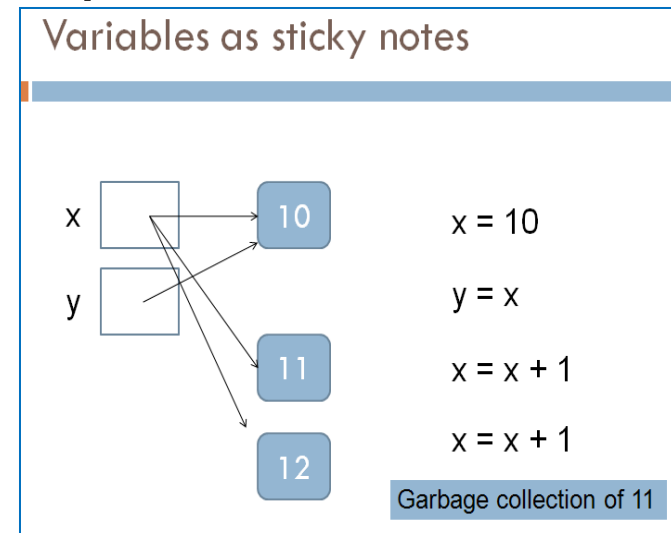 Variables as sticky notes
x
10
x = 10
y
y = x
11
x = x + 1
12
x = x + 1
Garbage collection of 11